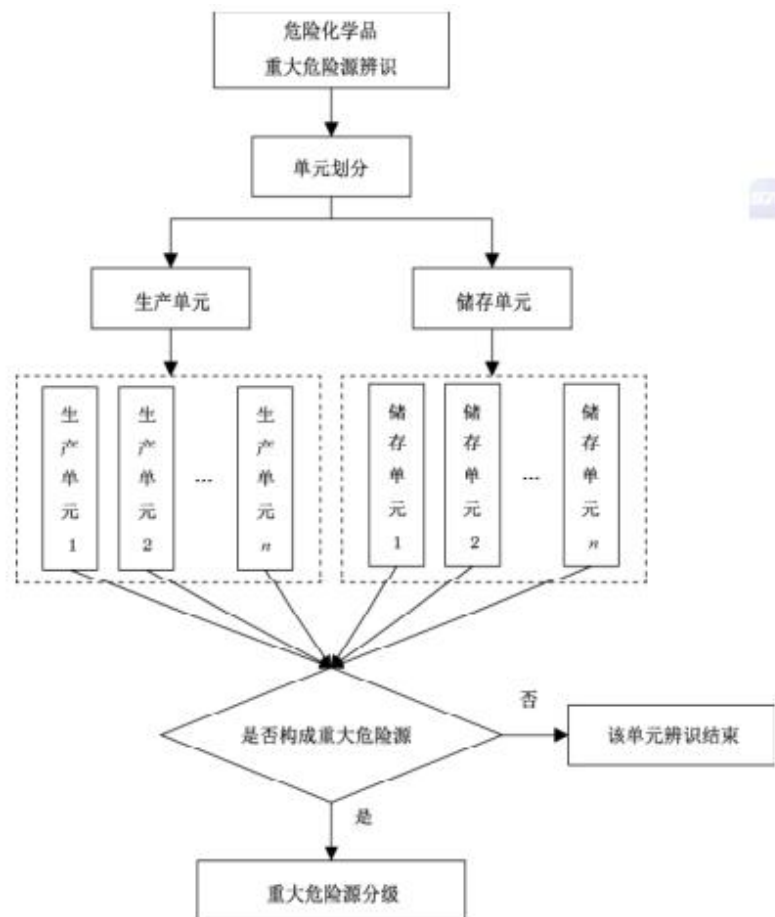 危险化学品
重大危险源辨识
单元划分
生产单元
储存单元
生产单元1
生产单元2
...
生产单元n
储存单元1
储存单元2
...
储存单元n
是否构成重大危险源
否
该单元辨识结束
是
重大危险源分级